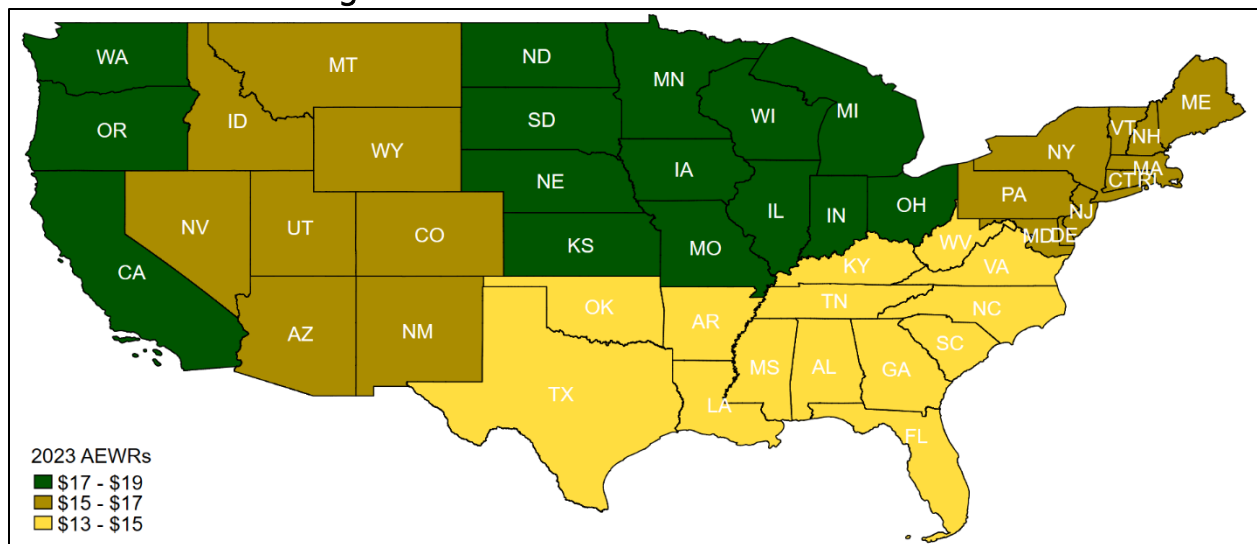 WA
MT
ND
MN
ME
OR
ID
SD
WI
MI
VT
NH
WY
NY
MA
IA
CT
RI
NE
PA
NV
UT
CO
IL
IN
OH
NJ
KS
MO
MD
DE
WV
CA
KY
VA
OK
TN
NC
AZ
NM
AR
SC
MS
AL
GA
TX
LA
FL
2023 AEWRs
$17 - $19
$15 - $17
$13 - $15